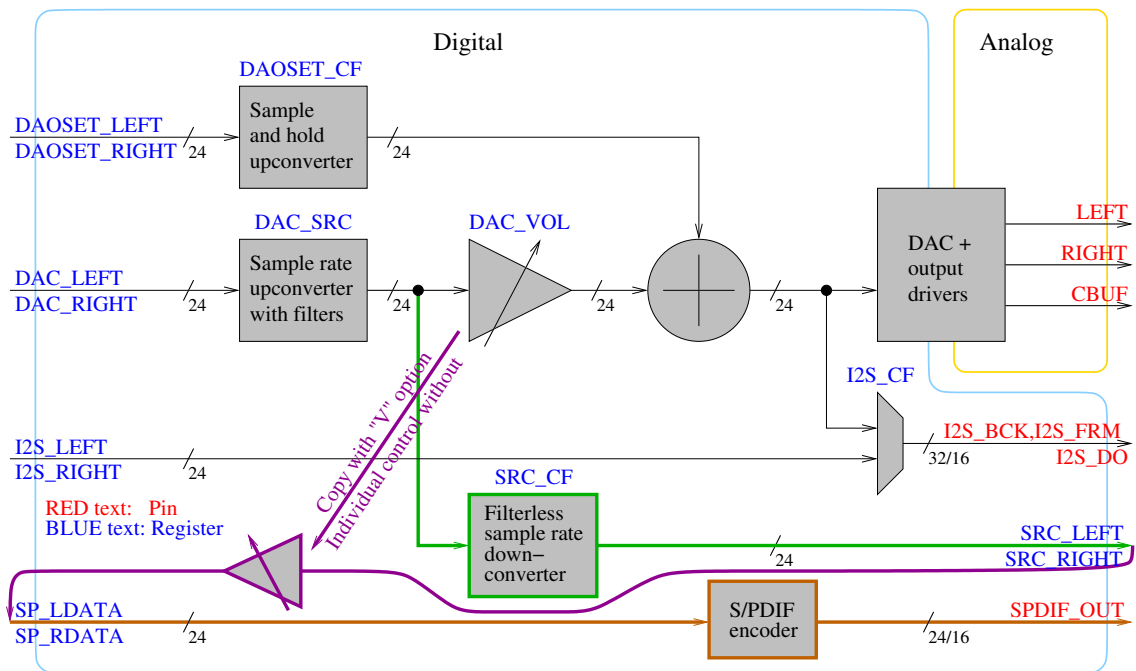 Digital
Analog
DAOSET_CF
Sample
and hold
upconverter
DAOSET_LEFT
DAOSET_RIGHT
24
24
DAC_SRC
Sample rate
upconverter
with filters
DAC_LEFT
DAC_RIGHT
24
24
DAC_VOL
24
24
DAC +
output
drivers
LEFT
RIGHT
CBUF
I2S_CF
Copy with "V" option
Individual control without
I2S_LEFT
I2S_RIGHT
24
I2S_BCK,I2S_FRM
I2S_DO
32/16
RED text: Pin
BLUE text: Register
SRC_CF
Filterless
sample rate
down−
converter
24
SRC_LEFT
SRC_RIGHT
SP_LDATA
SP_RDATA
24
S/PDIF
encoder
24/16
SPDIF_OUT